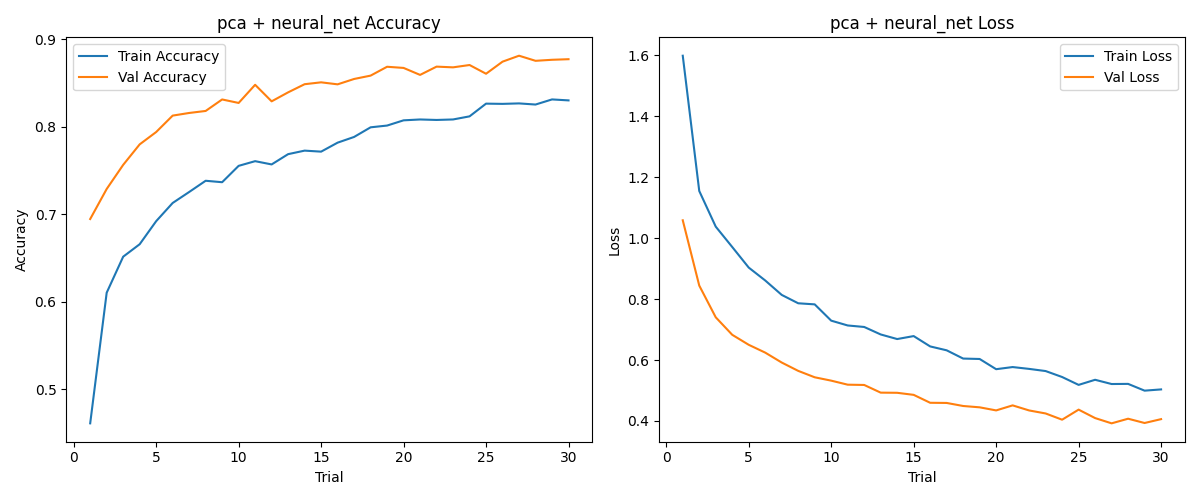 pca + neural_net Accuracy
Train Accuracy
Val Accuracy
0.9
0.8
0.7
0.6
0.5
Accuracy
0
5
10
15
20
25
30
Trial
pca + neural_net Loss
Train Loss
Val Loss
1.6
1.4
1.2
1.0
0.8
0.6
0.4
Loss
0
5
10
15
20
25
30
Trial